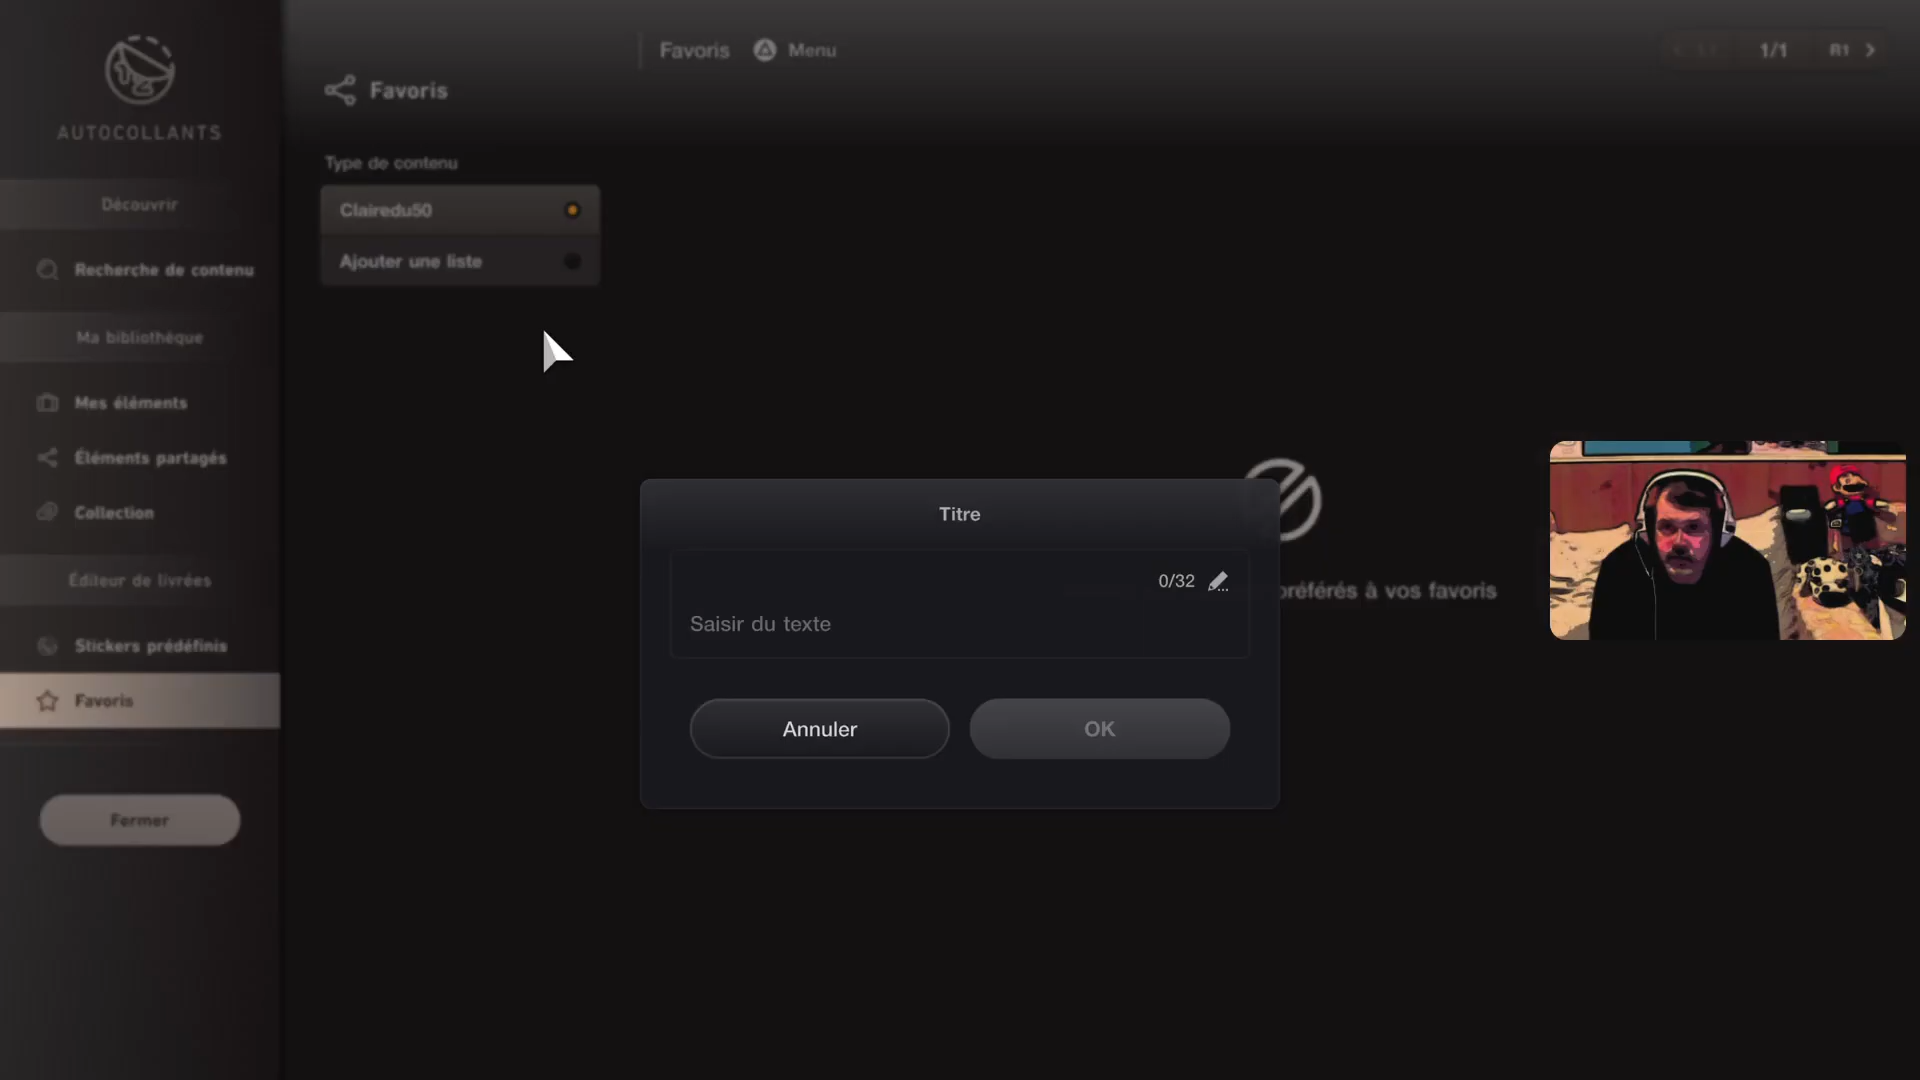 AUTOCOLLANTS
Découvrir
Recherche de contenu
Ma bibliothèque
Mes éléments
Éléments partagés
Collection
Éditeur de livrées
Stickers prédéfinis
Favoris
Fermer
Favoris Menu
1/1
R1
Favoris
Type de contenu
Clairedu50
Ajouter une liste
préférés à vos favoris
Titre
0/32
Saisir du texte
Annuler
OK